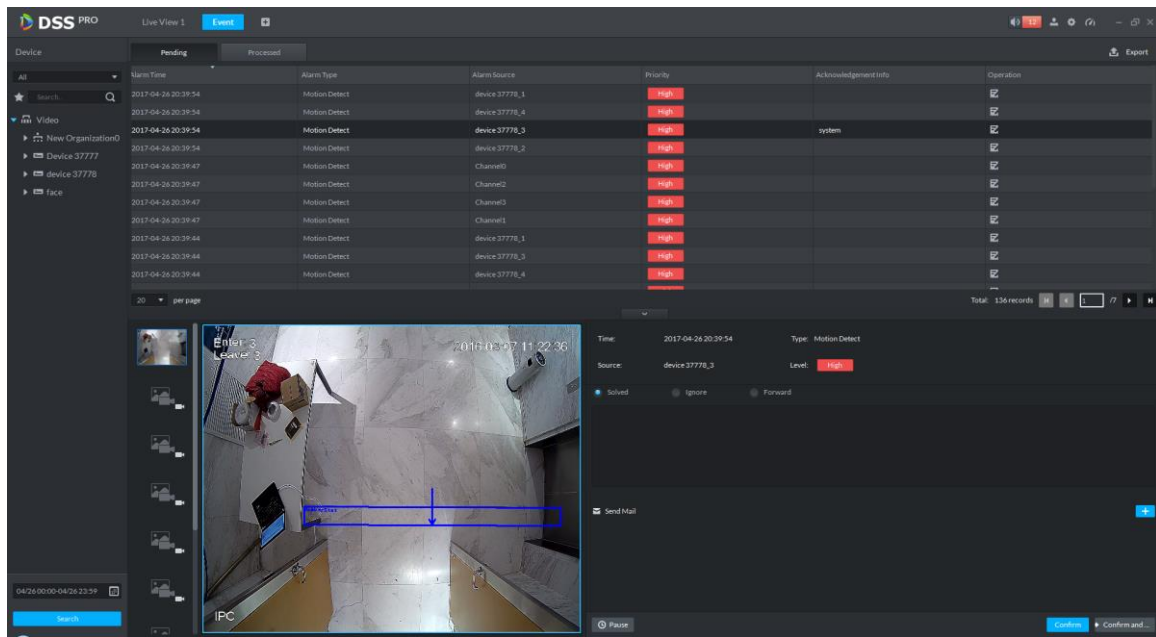 DSS PRO
Live View 1
Event
12
Device
Pending
Processed
Export
All
Search...
Video
New Organization0
Device 37777
device 37778
face
Alarm Time Alarm Type Alarm Source Priority Acknowledgement Info Operation
2017-04-26 20:39:54 Motion Detect device 37778_1 High
2017-04-26 20:39:54 Motion Detect device 37778_4 High
2017-04-26 20:39:54 Motion Detect device 37778_3 High system
2017-04-26 20:39:54 Motion Detect device 37778_2 High
2017-04-26 20:39:47 Motion Detect Channel0 High
2017-04-26 20:39:47 Motion Detect Channel2 High
2017-04-26 20:39:47 Motion Detect Channel3 High
2017-04-26 20:39:47 Motion Detect Channel1 High
2017-04-26 20:39:44 Motion Detect device 37778_1 High
2017-04-26 20:39:44 Motion Detect device 37778_3 High
2017-04-26 20:39:44 Motion Detect device 37778_4 High
20 per page
Total: 136 records 1 /7
Enter 3
Leave 3
11:22:36
IPC
Time: 2017-04-26 20:39:54 Type: Motion Detect
Source: device 37778_3 Level: High
Solved Ignore Forward
Send Mail
Pause
Confirm
Confirm and ...
04/26 00:00-04/26 23:59
Search